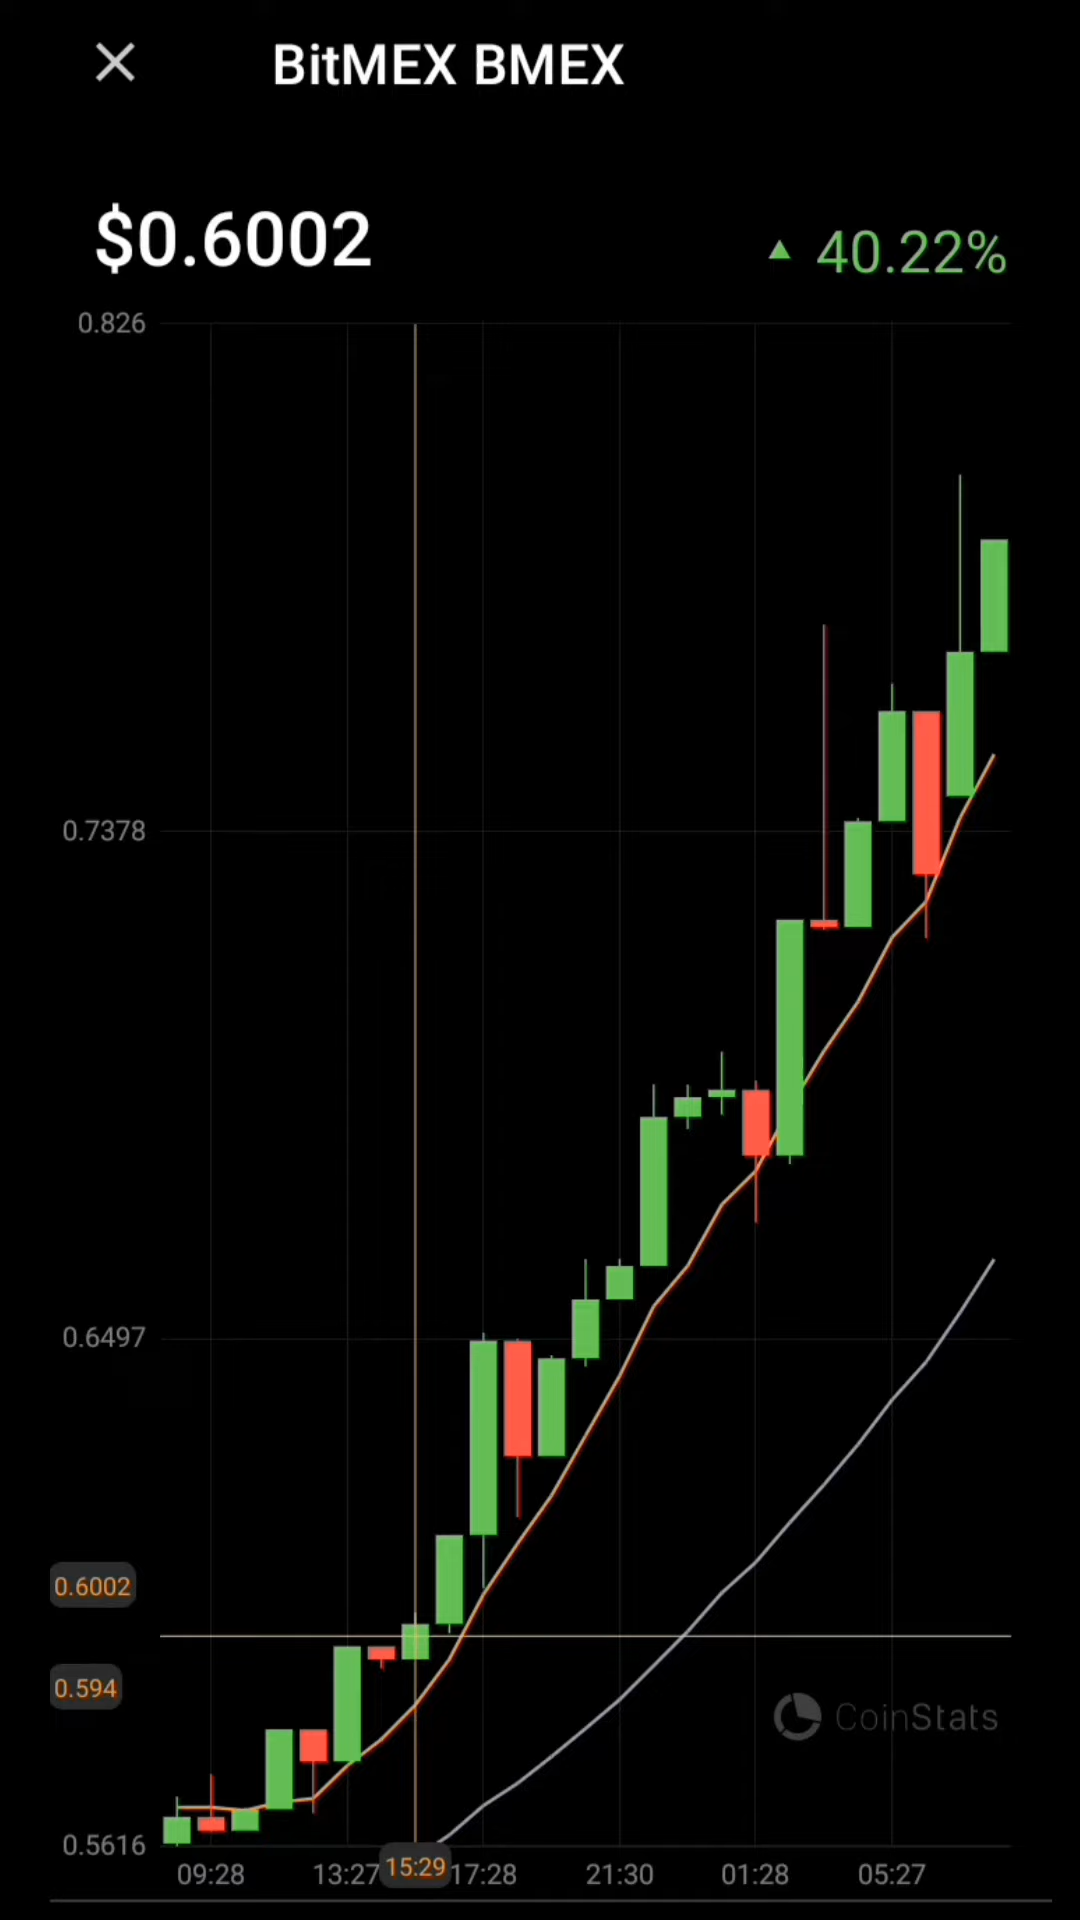 BitMEX BMEX
$0.6002
▲ 40.22%
0.826
0.7378
0.6497
0.6002
0.594
CoinStats
0.5616
09:28 13:27 15:29 17:28 21:30 01:28 05:27